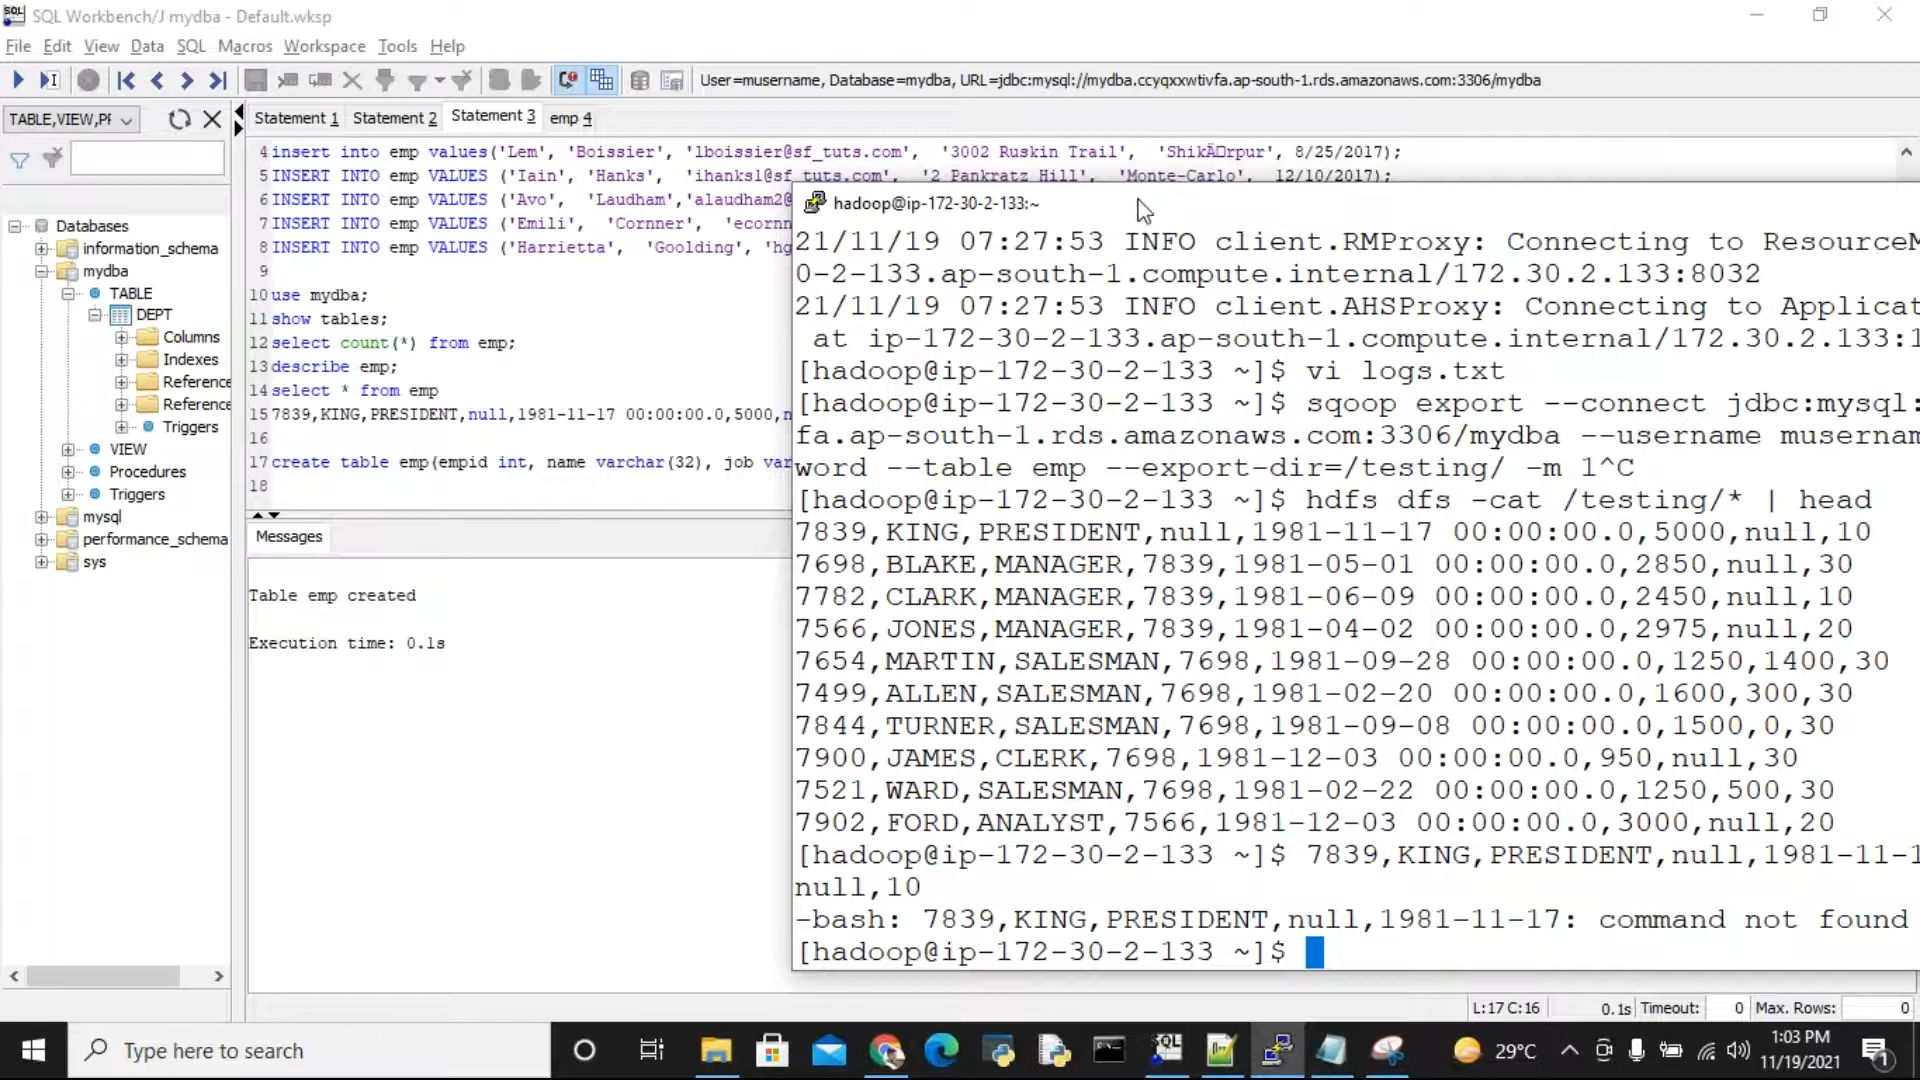 SQL Workbench/J mydba - Default.wksp
File Edit View Data SQL Macros Workspace Tools Help
User=musername, Database=mydba, URL=jdbc:mysql://mydba.ccyqxxwtivfa.ap-south-1.rds.amazonaws.com:3306/mydba
TABLE,VIEW,PF
Statement 1 Statement 2 Statement 3 emp 4
Databases
information_schema
mydba
TABLE
DEPT
Columns
Indexes
Reference
Reference
Triggers
VIEW
Procedures
Triggers
mysql
performance_schema
sys
4 insert into emp values('Lem', 'Boissier', 'lboissier@sf_tuts.com', '3002 Ruskin Trail', 'ShikÄ□rpur', 8/25/2017);
5 INSERT INTO emp VALUES ('Iain', 'Hanks', 'ihanks1@sf_tuts.com', '2 Pankratz Hill', 'Monte-Carlo', 12/10/2017);
6 INSERT INTO emp VALUES ('Avo', 'Laudham','alaudham2@
7 INSERT INTO emp VALUES ('Emili', 'Cornner', 'ecornn
8 INSERT INTO emp VALUES ('Harrietta', 'Goolding', 'hg
9
10 use mydba;
11 show tables;
12 select count(*) from emp;
13 describe emp;
14 select * from emp
15 7839,KING,PRESIDENT,null,1981-11-17 00:00:00.0,5000,n
16
17 create table emp(empid int, name varchar(32), job var
18
Messages
Table emp created
Execution time: 0.1s
hadoop@ip-172-30-2-133:~
21/11/19 07:27:53 INFO client.RMProxy: Connecting to ResourceM
0-2-133.ap-south-1.compute.internal/172.30.2.133:8032
21/11/19 07:27:53 INFO client.AHSProxy: Connecting to Applicat
at ip-172-30-2-133.ap-south-1.compute.internal/172.30.2.133:1
[hadoop@ip-172-30-2-133 ~]$ vi logs.txt
[hadoop@ip-172-30-2-133 ~]$ sqoop export --connect jdbc:mysql:
fa.ap-south-1.rds.amazonaws.com:3306/mydba --username musernam
word --table emp --export-dir=/testing/ -m 1^C
[hadoop@ip-172-30-2-133 ~]$ hdfs dfs -cat /testing/* | head
7839,KING,PRESIDENT,null,1981-11-17 00:00:00.0,5000,null,10
7698,BLAKE,MANAGER,7839,1981-05-01 00:00:00.0,2850,null,30
7782,CLARK,MANAGER,7839,1981-06-09 00:00:00.0,2450,null,10
7566,JONES,MANAGER,7839,1981-04-02 00:00:00.0,2975,null,20
7654,MARTIN,SALESMAN,7698,1981-09-28 00:00:00.0,1250,1400,30
7499,ALLEN,SALESMAN,7698,1981-02-20 00:00:00.0,1600,300,30
7844,TURNER,SALESMAN,7698,1981-09-08 00:00:00.0,1500,0,30
7900,JAMES,CLERK,7698,1981-12-03 00:00:00.0,950,null,30
7521,WARD,SALESMAN,7698,1981-02-22 00:00:00.0,1250,500,30
7902,FORD,ANALYST,7566,1981-12-03 00:00:00.0,3000,null,20
[hadoop@ip-172-30-2-133 ~]$ 7839,KING,PRESIDENT,null,1981-11-1
null,10
-bash: 7839,KING,PRESIDENT,null,1981-11-17: command not found
[hadoop@ip-172-30-2-133 ~]$
L:17 C:16 0.1s Timeout: 0 Max. Rows: 0
Type here to search
29°C
1:03 PM
11/19/2021
1